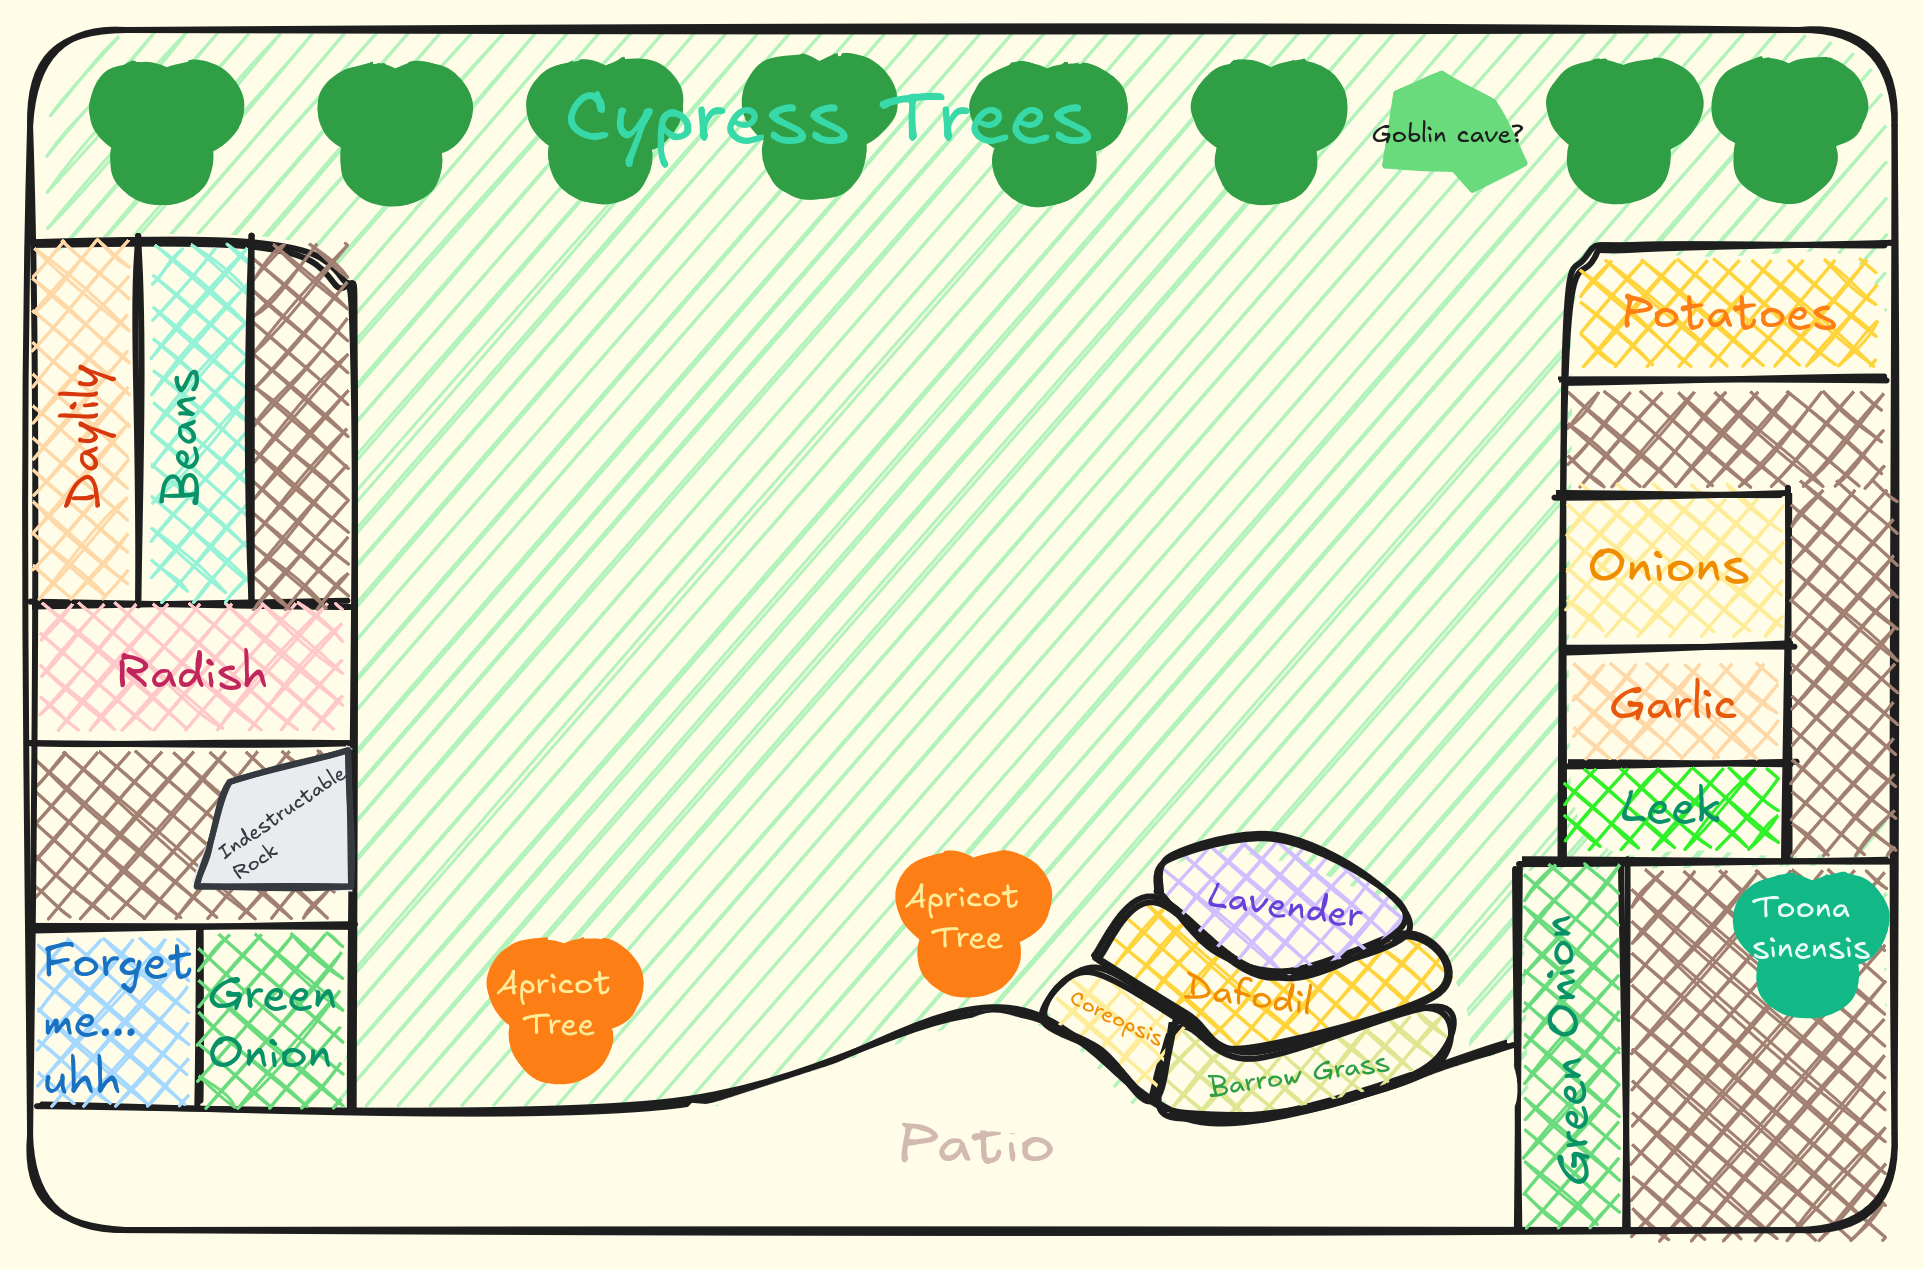 Cypress Trees
Goblin cave?
Daylily
Beans
Radish
Indestructable
Rock
Forget
me...
uhh
Green
Onion
Apricot
Tree
Apricot
Tree
Lavender
Dafodil
Coreopsis
Barrow Grass
Patio
Potatoes
Onions
Garlic
Leek
Green Onion
Toona
sinensis